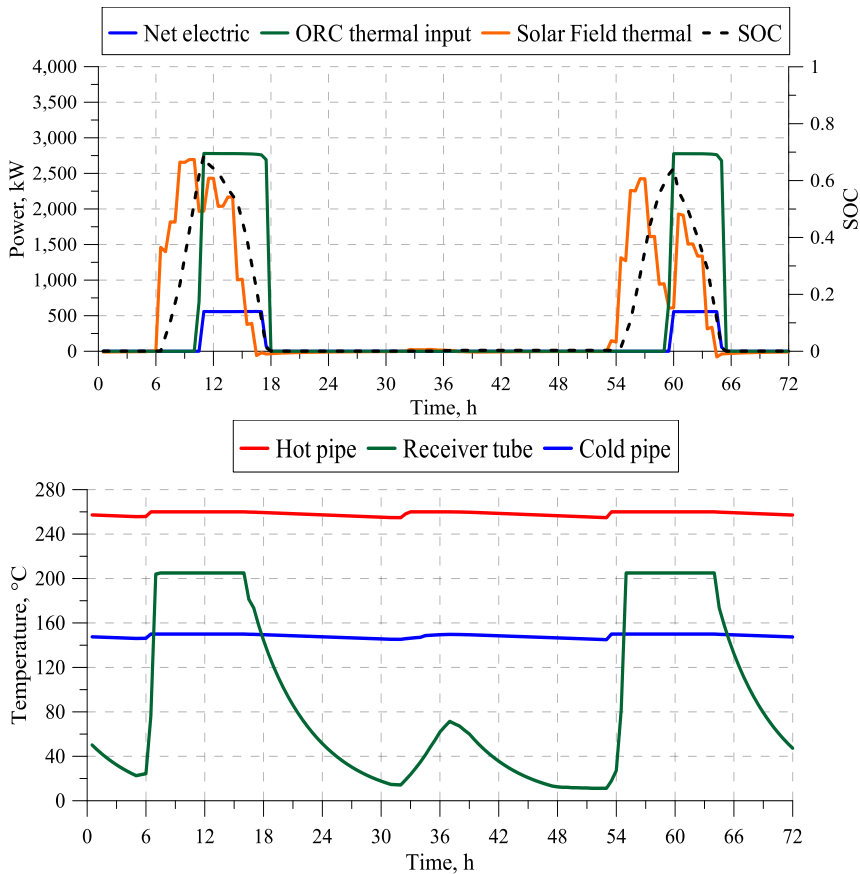 Net electric ORC thermal input Solar Field thermal SOC
4,000 1
3,500
3,000 0.8
2,500
0.6
2,000
1,500 0.4
1,000
0.2
500
0 0
Power, kW
SOC
0 6 12 18 24 30 36 42 48 54 60 66 72
Time, h
Hot pipe Receiver tube Cold pipe
280
240
200
160
120
80
40
0
Temperature, °C
0 6 12 18 24 30 36 42 48 54 60 66 72
Time, h